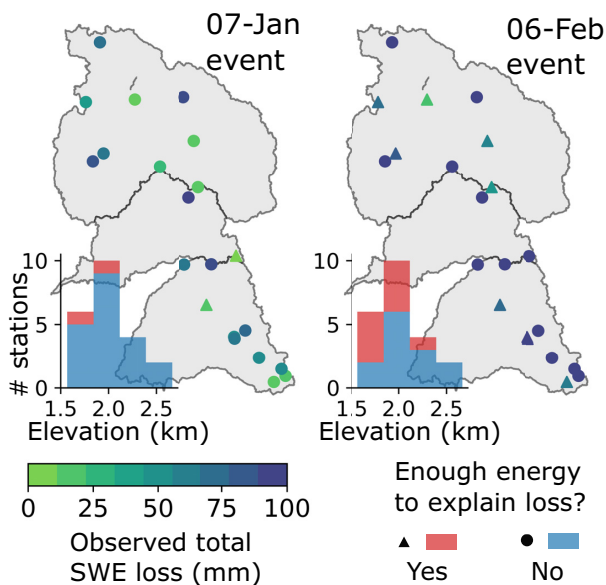 07-Jan
event
06-Feb
event
10
5
0
# stations
1.5 2.0 2.5
Elevation (km)
10
5
0
1.5 2.0 2.5
Elevation (km)
0 25 50 75 100
Observed total
SWE loss (mm)
Enough energy
to explain loss?
Yes No